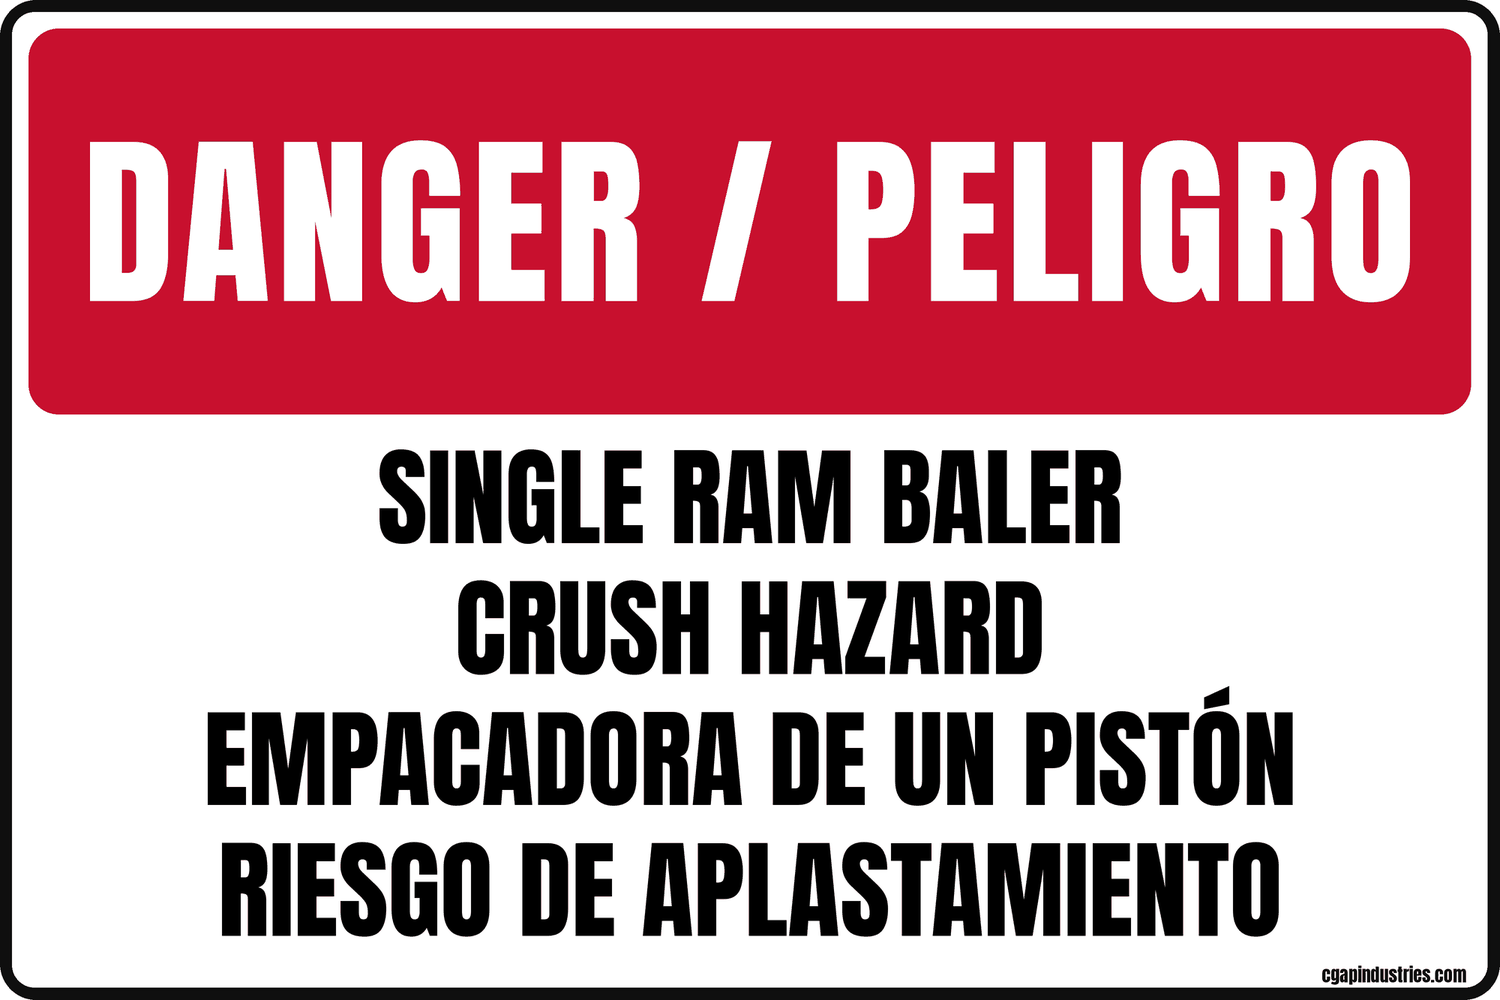 DANGER / PELIGRO
SINGLE RAM BALER
CRUSH HAZARD
EMPACADORA DE UN PISTÓN
RIESGO DE APLASTAMIENTO
cgapindustries.com